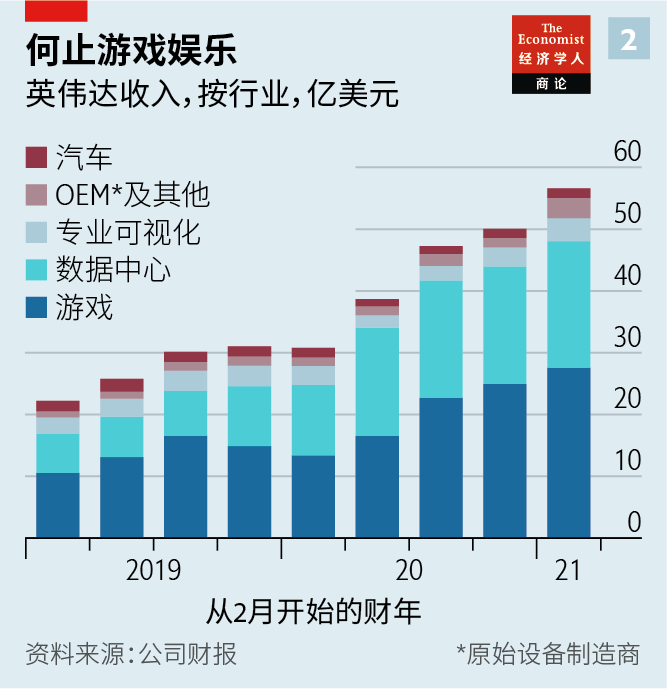 何止游戏娱乐
英伟达收入，按行业，亿美元
The
Economist
经济学人
商论
2
汽车
OEM*及其他
专业可视化
数据中心
游戏
60
50
40
30
20
10
0
2019
20
21
从2月开始的财年
资料来源：公司财报
*原始设备制造商